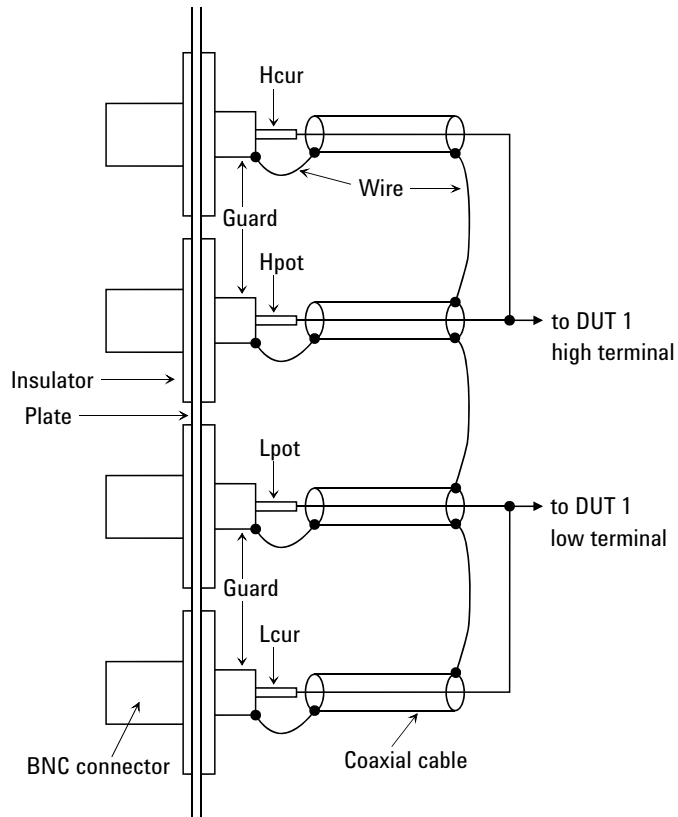 Hcur
Wire
Guard
Hpot
to DUT 1
high terminal
Insulator
Plate
Lpot
to DUT 1
low terminal
Guard
Lcur
BNC connector
Coaxial cable